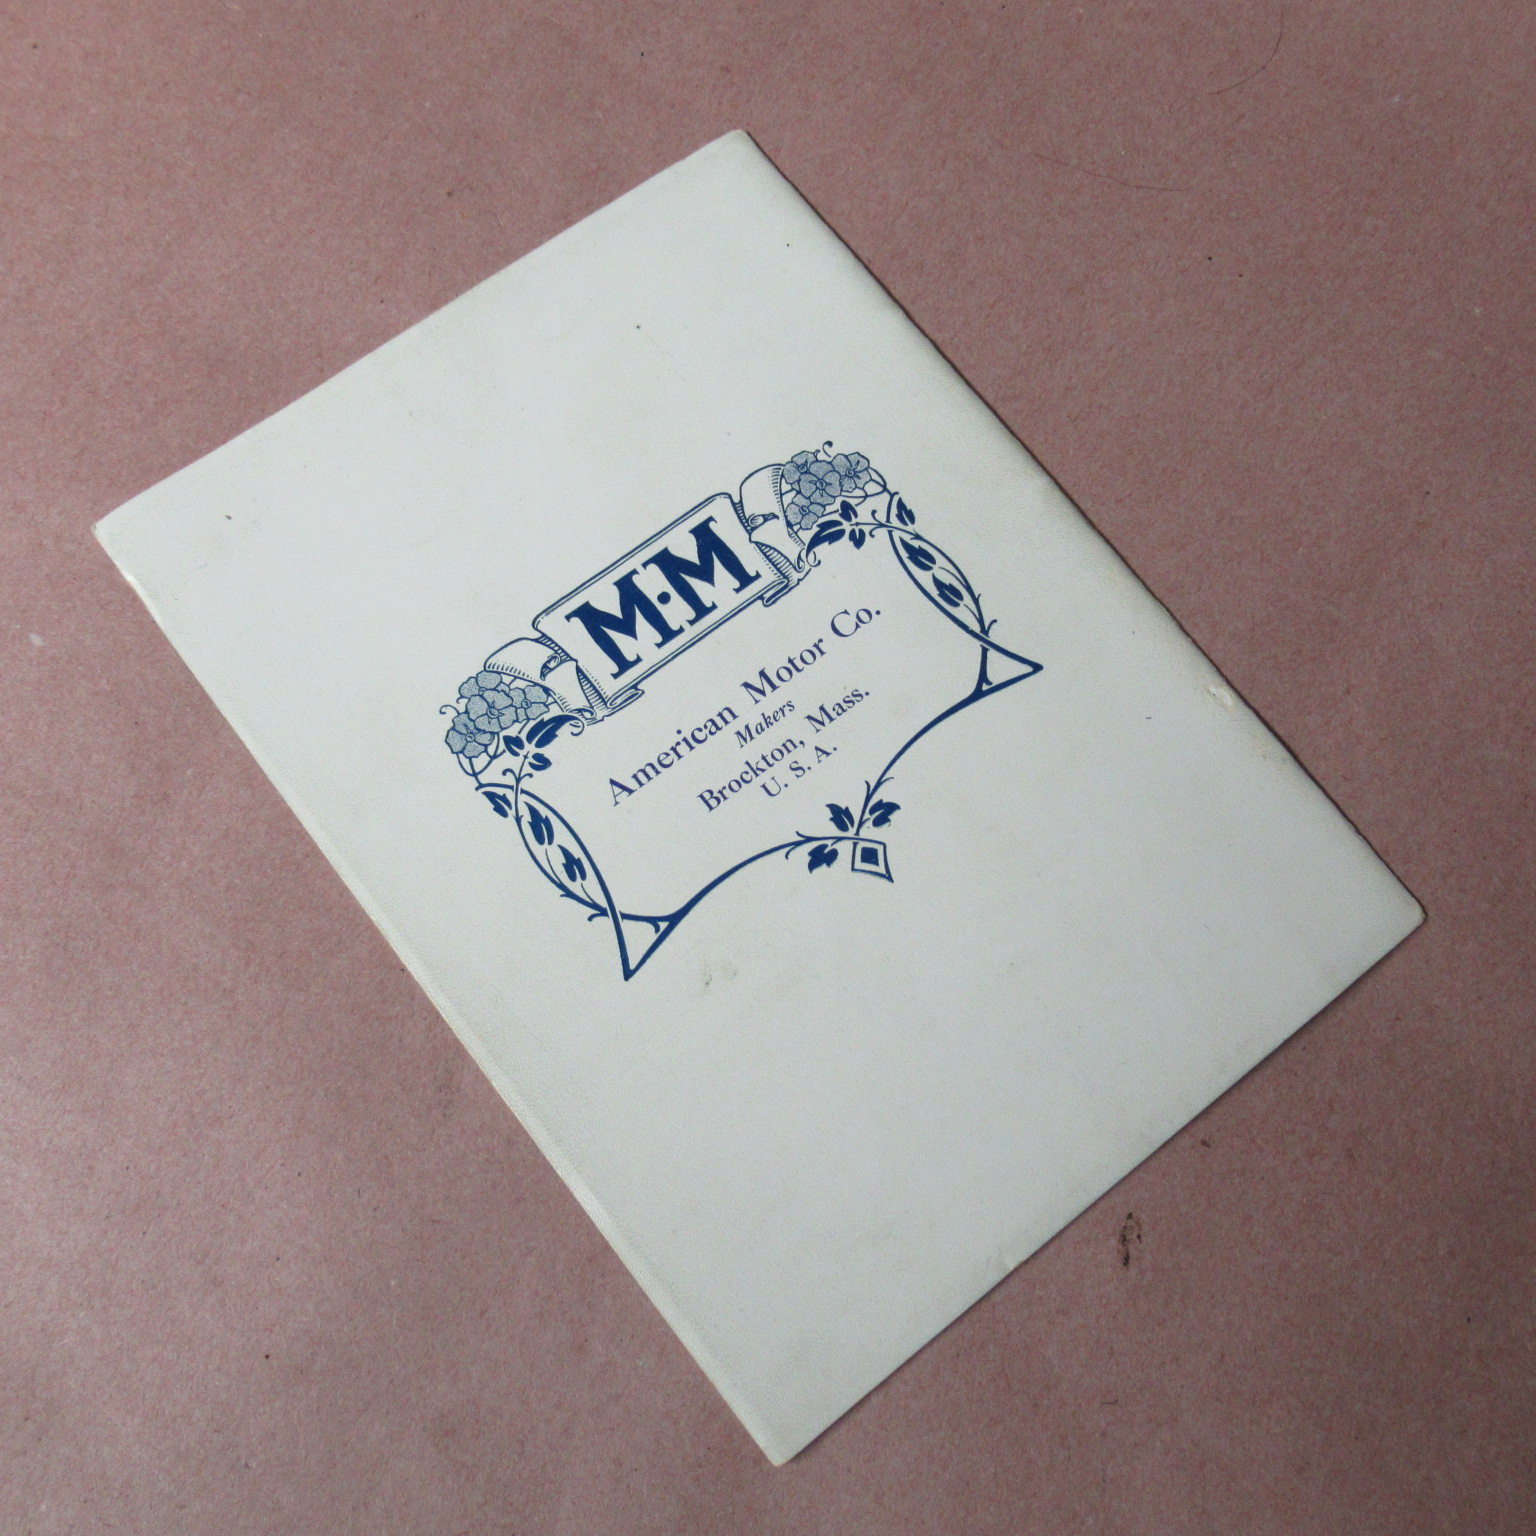 M·M
American Motor Co.
Makers
Brockton, Mass.
U. S. A.